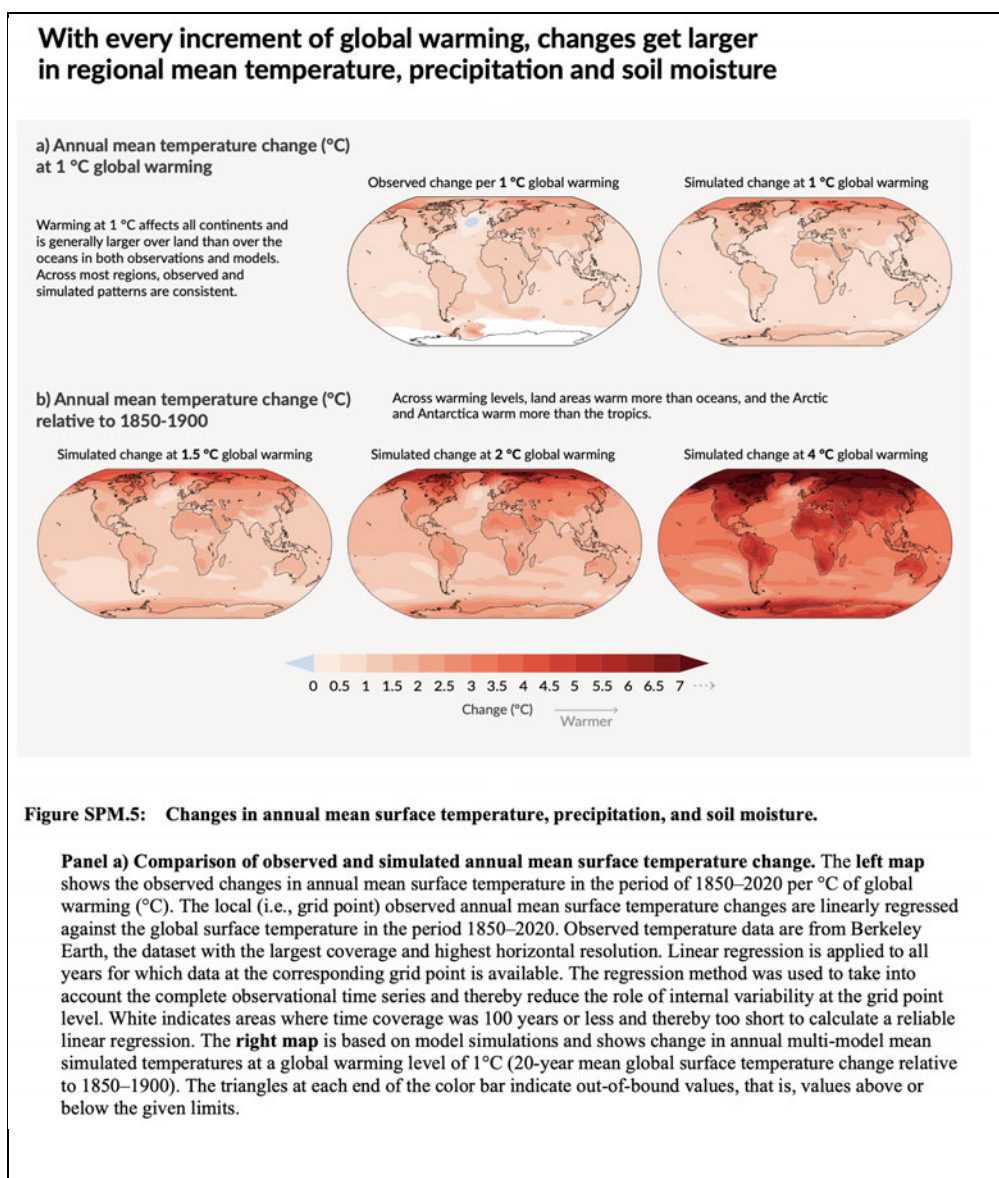 With every increment of global warming, changes get larger
in regional mean temperature, precipitation and soil moisture
a) Annual mean temperature change (°C)
at 1 °C global warming
Warming at 1 °C affects all continents and
is generally larger over land than over the
oceans in both observations and models.
Across most regions, observed and
simulated patterns are consistent.
Observed change per 1 °C global warming
Simulated change at 1 °C global warming
b) Annual mean temperature change (°C)
relative to 1850-1900
Across warming levels, land areas warm more than oceans, and the Arctic
and Antarctica warm more than the tropics.
Simulated change at 1.5 °C global warming
Simulated change at 2 °C global warming
Simulated change at 4 °C global warming
0 0.5 1 1.5 2 2.5 3 3.5 4 4.5 5 5.5 6 6.5 7
Change (°C)
Warmer
Figure SPM.5: Changes in annual mean surface temperature, precipitation, and soil moisture.
Panel a) Comparison of observed and simulated annual mean surface temperature change. The left map
shows the observed changes in annual mean surface temperature in the period of 1850–2020 per °C of global
warming (°C). The local (i.e., grid point) observed annual mean surface temperature changes are linearly regressed
against the global surface temperature in the period 1850–2020. Observed temperature data are from Berkeley
Earth, the dataset with the largest coverage and highest horizontal resolution. Linear regression is applied to all
years for which data at the corresponding grid point is available. The regression method was used to take into
account the complete observational time series and thereby reduce the role of internal variability at the grid point
level. White indicates areas where time coverage was 100 years or less and thereby too short to calculate a reliable
linear regression. The right map is based on model simulations and shows change in annual multi-model mean
simulated temperatures at a global warming level of 1°C (20-year mean global surface temperature change relative
to 1850–1900). The triangles at each end of the color bar indicate out-of-bound values, that is, values above or
below the given limits.